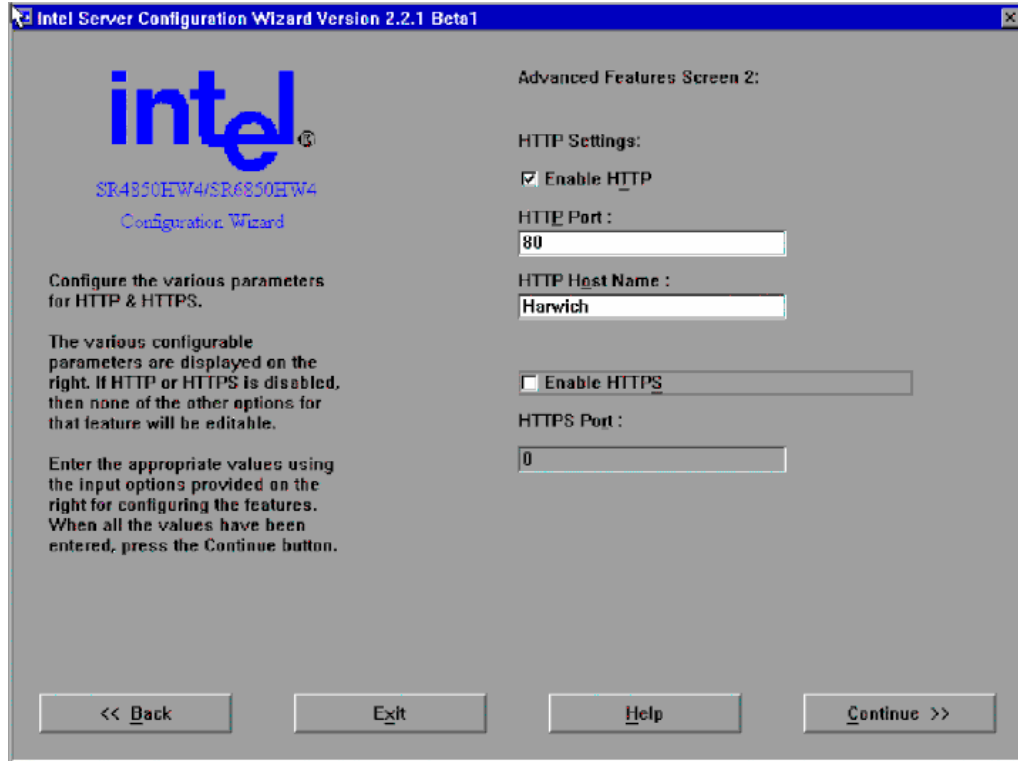 Intel Server Configuration Wizard Version 2.2.1 Beta1
intel®
SR4850HW4/SR6850HW4
Configuration Wizard
Configure the various parameters
for HTTP & HTTPS.
The various configurable
parameters are displayed on the
right. If HTTP or HTTPS is disabled,
then none of the other options for
that feature will be editable.
Enter the appropriate values using
the input options provided on the
right for configuring the features.
When all the values have been
entered, press the Continue button.
Advanced Features Screen 2:
HTTP Settings:
Enable HTTP
HTTP Port :
80
HTTP Host Name :
Harwich
Enable HTTPS
HTTPS Port :
0
<< Back
Exit
Help
Continue >>